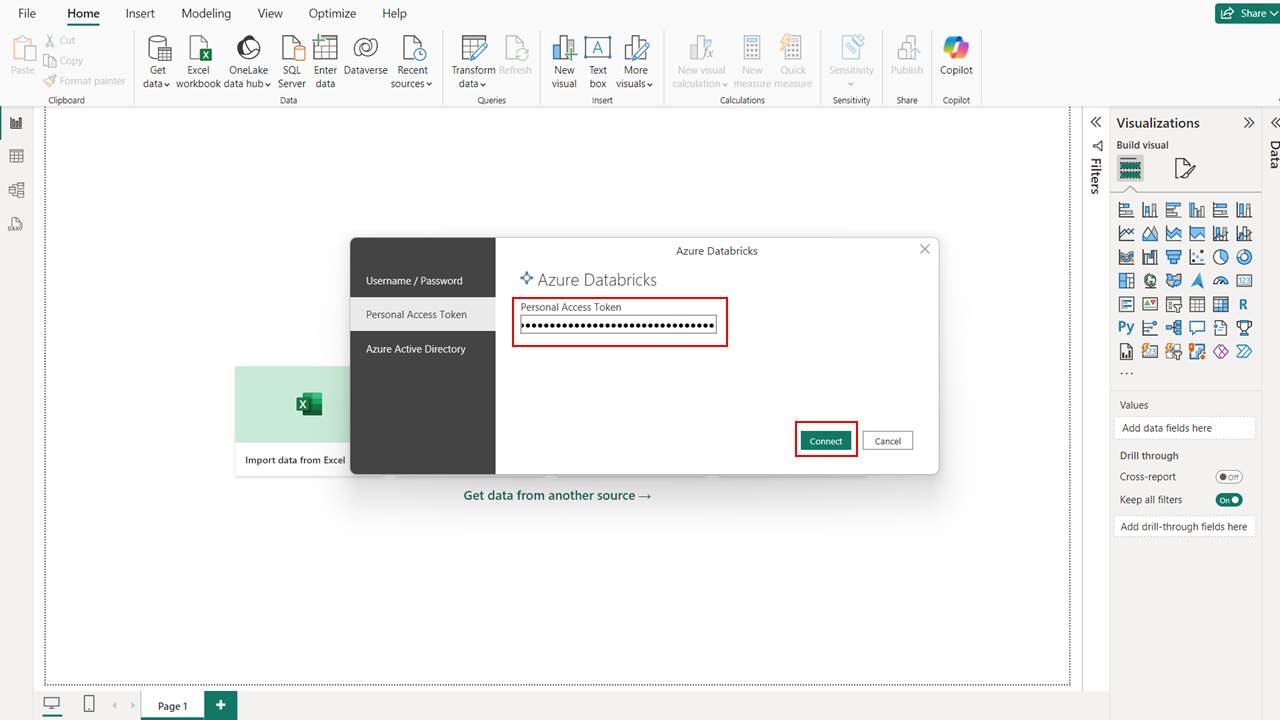 File Home Insert Modeling View Optimize Help
Share
Paste
Cut
Copy
Format painter
Clipboard
Get data
Excel workbook
OneLake data hub
SQL Server
Enter data
Dataverse
Recent sources
Data
Transform data
Refresh
Queries
New visual
Text box
More visuals
Insert
New visual calculation
New measure
Quick measure
Calculations
Sensitivity
Sensitivity
Publish
Share
Copilot
Copilot
Filters
Visualizations
Data
Build visual
Azure Databricks
Username / Password
Personal Access Token
Azure Active Directory
Azure Databricks
Personal Access Token
Connect
Cancel
Import data from Excel
Get data from another source →
DAX
123
R
Py
123
...
Values
Add data fields here
Drill through
Cross-report
Off
Keep all filters
On
Add drill-through fields here
Page 1